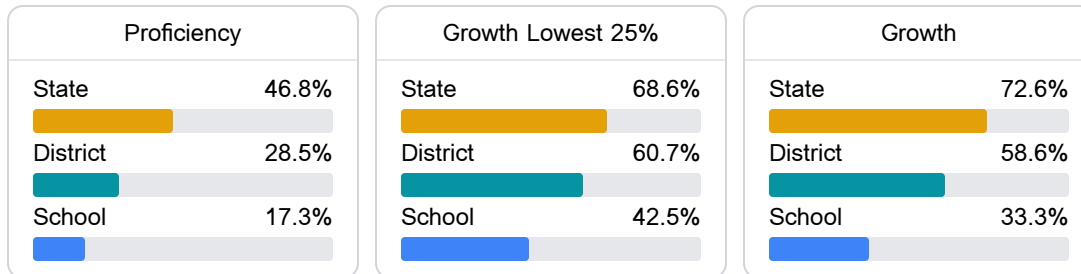 Proficiency
State 46.8%
District 28.5%
School 17.3%
Growth Lowest 25%
State 68.6%
District 60.7%
School 42.5%
Growth
State 72.6%
District 58.6%
School 33.3%